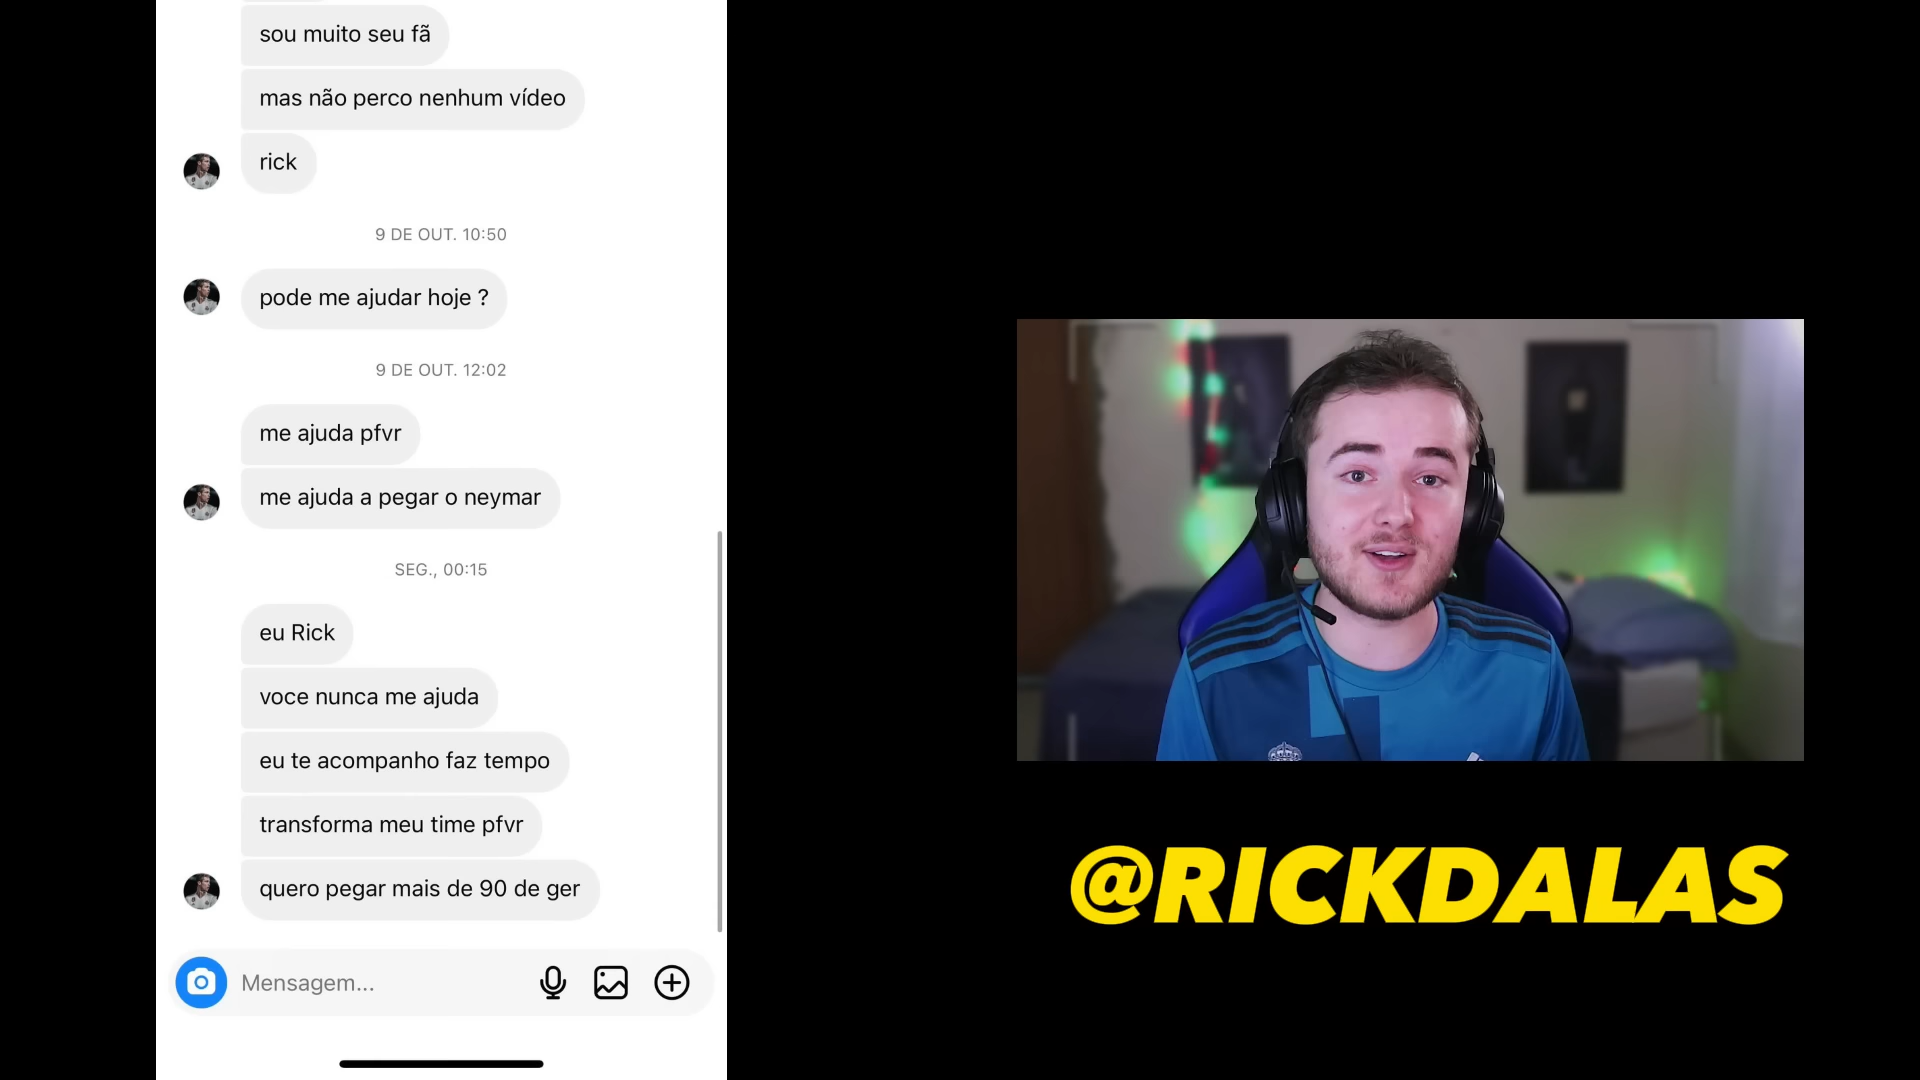 sou muito seu fã
mas não perco nenhum vídeo
rick
9 DE OUT. 10:50
pode me ajudar hoje ?
9 DE OUT. 12:02
me ajuda pfvr
me ajuda a pegar o neymar
SEG., 00:15
eu Rick
voce nunca me ajuda
eu te acompanho faz tempo
transforma meu time pfvr
quero pegar mais de 90 de ger
Mensagem...
@RICKDALAS